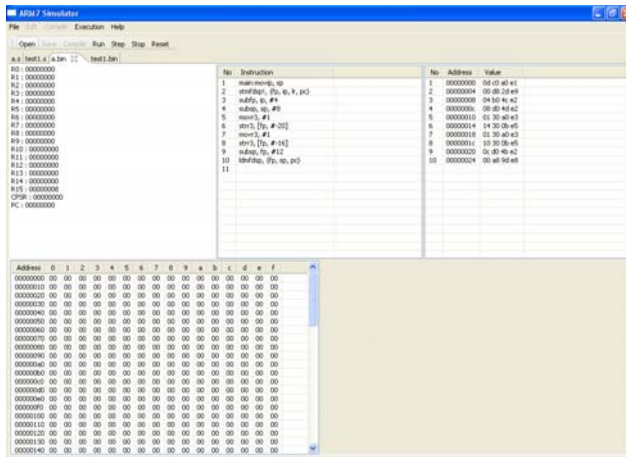 ARM7 Simulator
File Edit Compile Execution Help
Open Save Compile Run Step Stop Reset
a.s test1.s a.bin test1.bin
R0 : 00000000
R1 : 00000000
R2 : 00000000
R3 : 00000000
R4 : 00000000
R5 : 00000000
R6 : 00000000
R7 : 00000000
R8 : 00000000
R9 : 00000000
R10 : 00000000
R11 : 00000000
R12 : 00000000
R13 : 00000000
R14 : 00000000
R15 : 00000008
CPSR : 00000000
PC : 00000000
No Instruction
1 main:movip, sp
2 stmfdspr, {fp, ip, lr, pc}
3 subfp, ip, #4
4 subsp, sp, #8
5 movr3, #1
6 strr3, [fp, #-20]
7 movr3, #1
8 strr3, [fp, #-16]
9 subsp, fp, #12
10 ldmfdsp, {fp, sp, pc}
11
No Address Value
1 00000000 0d c0 a0 e1
2 00000004 00 d8 2d e9
3 00000008 04 b0 4c e2
4 0000000c 08 d0 4d e2
5 00000010 01 30 a0 e3
6 00000014 14 30 0b e5
7 00000018 01 30 a0 e3
8 0000001c 10 30 0b e5
9 00000020 0c d0 4b e2
10 00000024 00 a8 9d e8
Address 0 1 2 3 4 5 6 7 8 9 a b c d e f
00000000 00 00 00 00 00 00 00 00 00 00 00 00 00 00 00 00
00000010 00 00 00 00 00 00 00 00 00 00 00 00 00 00 00 00
00000020 00 00 00 00 00 00 00 00 00 00 00 00 00 00 00 00
00000030 00 00 00 00 00 00 00 00 00 00 00 00 00 00 00 00
00000040 00 00 00 00 00 00 00 00 00 00 00 00 00 00 00 00
00000050 00 00 00 00 00 00 00 00 00 00 00 00 00 00 00 00
00000060 00 00 00 00 00 00 00 00 00 00 00 00 00 00 00 00
00000070 00 00 00 00 00 00 00 00 00 00 00 00 00 00 00 00
00000080 00 00 00 00 00 00 00 00 00 00 00 00 00 00 00 00
00000090 00 00 00 00 00 00 00 00 00 00 00 00 00 00 00 00
000000a0 00 00 00 00 00 00 00 00 00 00 00 00 00 00 00 00
000000b0 00 00 00 00 00 00 00 00 00 00 00 00 00 00 00 00
000000c0 00 00 00 00 00 00 00 00 00 00 00 00 00 00 00 00
000000d0 00 00 00 00 00 00 00 00 00 00 00 00 00 00 00 00
000000e0 00 00 00 00 00 00 00 00 00 00 00 00 00 00 00 00
000000f0 00 00 00 00 00 00 00 00 00 00 00 00 00 00 00 00
00000100 00 00 00 00 00 00 00 00 00 00 00 00 00 00 00 00
00000110 00 00 00 00 00 00 00 00 00 00 00 00 00 00 00 00
00000120 00 00 00 00 00 00 00 00 00 00 00 00 00 00 00 00
00000130 00 00 00 00 00 00 00 00 00 00 00 00 00 00 00 00
00000140 00 00 00 00 00 00 00 00 00 00 00 00 00 00 00 00